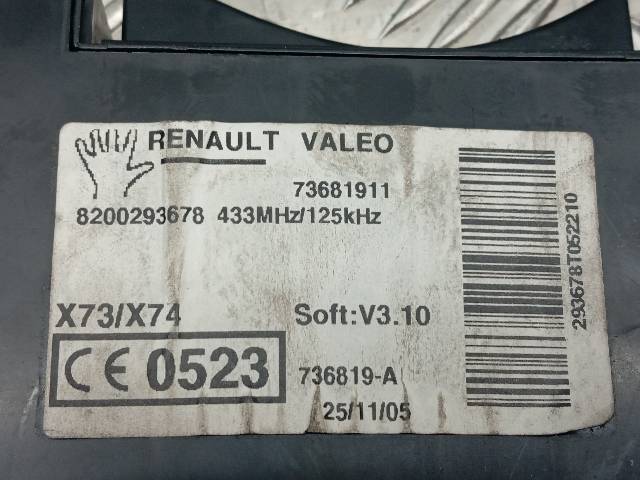 RENAULT VALEO
73681911
8200293678 433MHz/125kHz
X73/X74 Soft:V3.10
CE 0523 736819-A
25/11/05
293678T052210